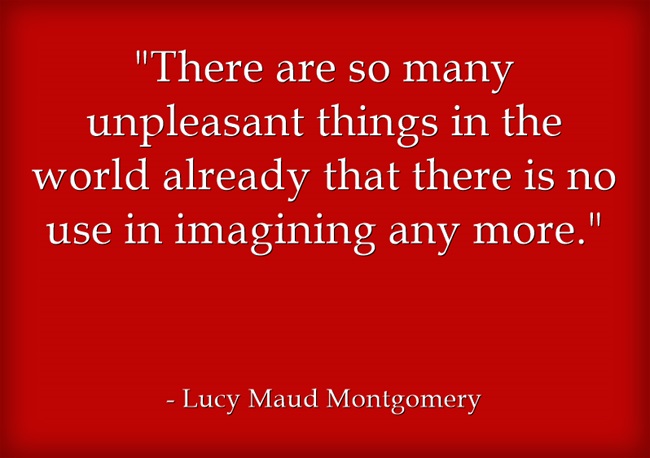 "There are so many
unpleasant things in the
world already that there is no
use in imagining any more."
- Lucy Maud Montgomery